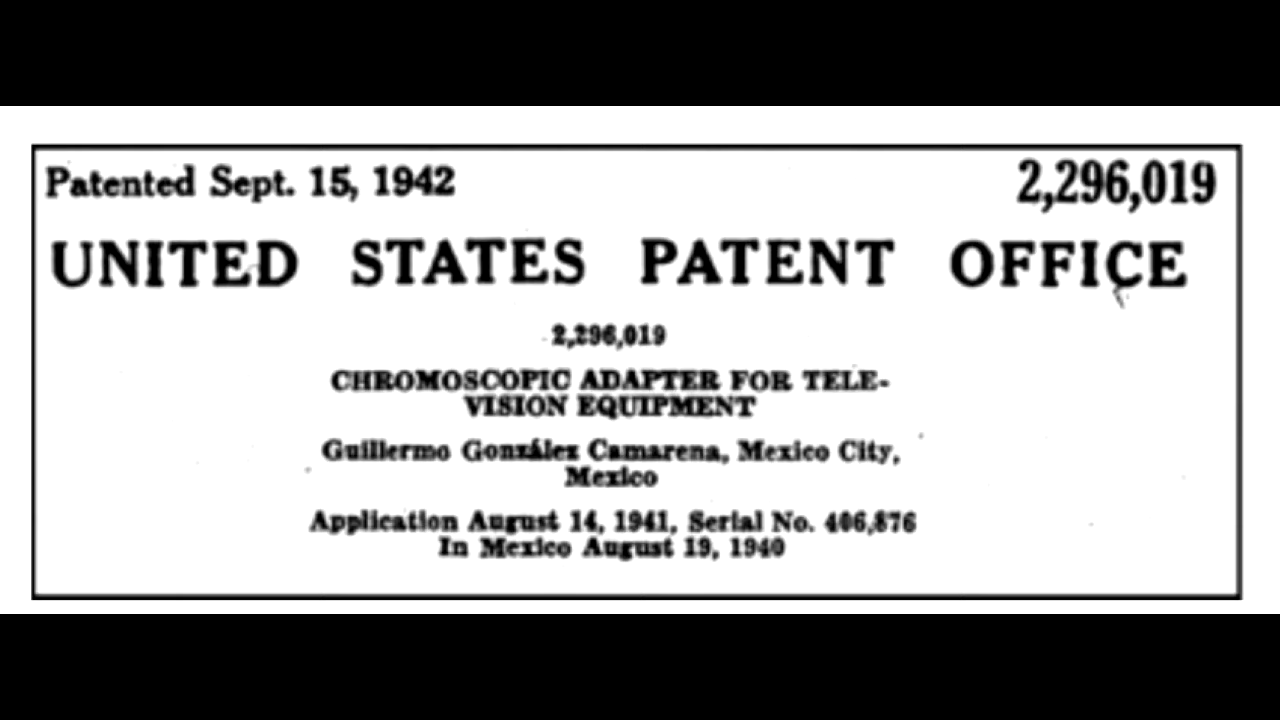 Patented Sept. 15, 1942
2,296,019
UNITED STATES PATENT OFFICE
2,296,019
CHROMOSCOPIC ADAPTER FOR TELE-
VISION EQUIPMENT
Guillermo González Camarena, Mexico City,
Mexico
Application August 14, 1941, Serial No. 406,876
In Mexico August 19, 1940